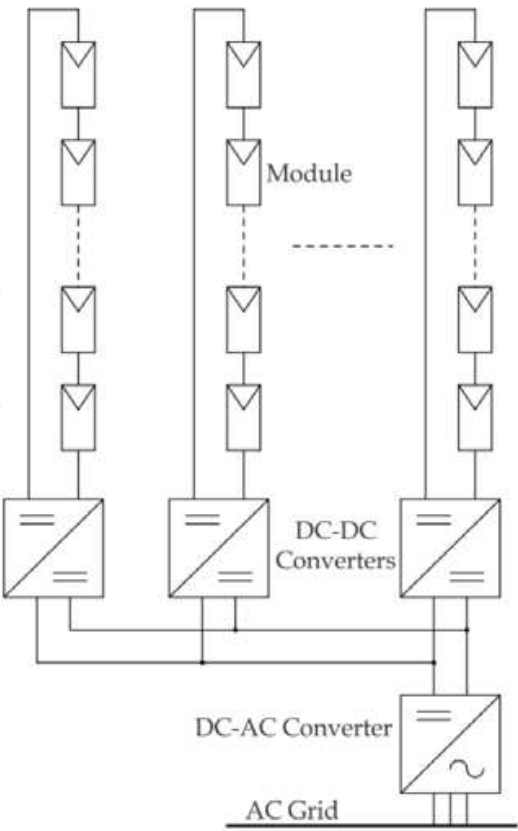 Module
DC-DC
Converters
DC-AC Converter
AC Grid